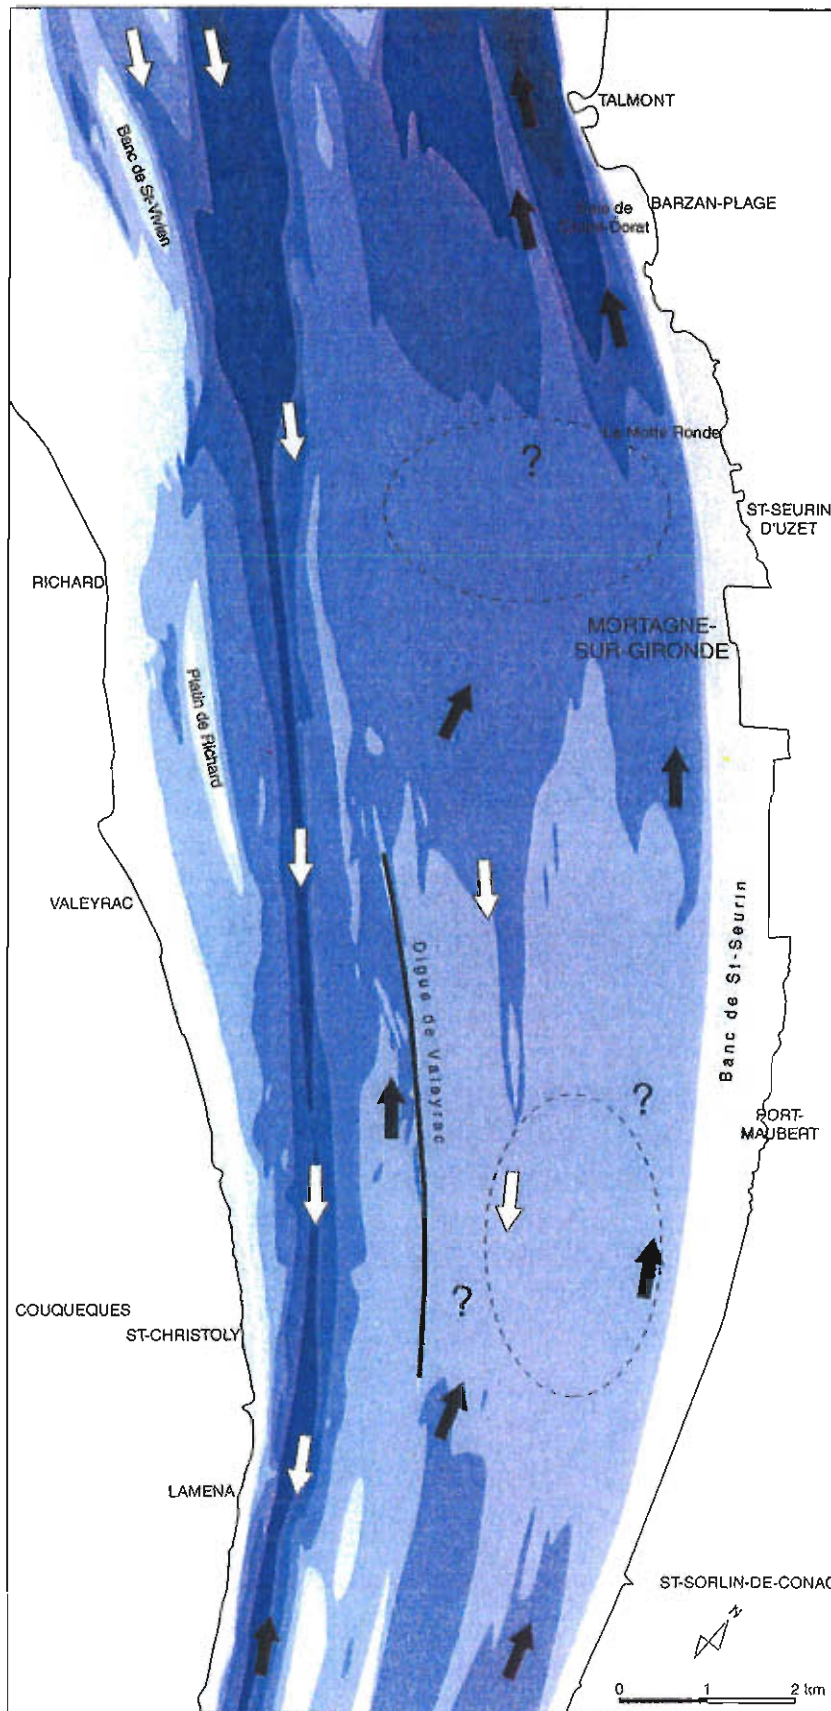 TALMONT
Banc de St-Vivien
BARZAN-PLAGE
de
-Dorat
La Motte Ronde
?
ST-SEURIN
D'UZET
RICHARD
MORTAGNE-
SUR-GIRONDE
Platin de Richard
VALEYRAC
Digue de Valeyrac
Banc de St-Seurin
?
PORT-
MAUBERT
?
COUQUEQUES
ST-CHRISTOLY
LAMENA
ST-SORLIN-DE-CONAC
N
0 1 2 km